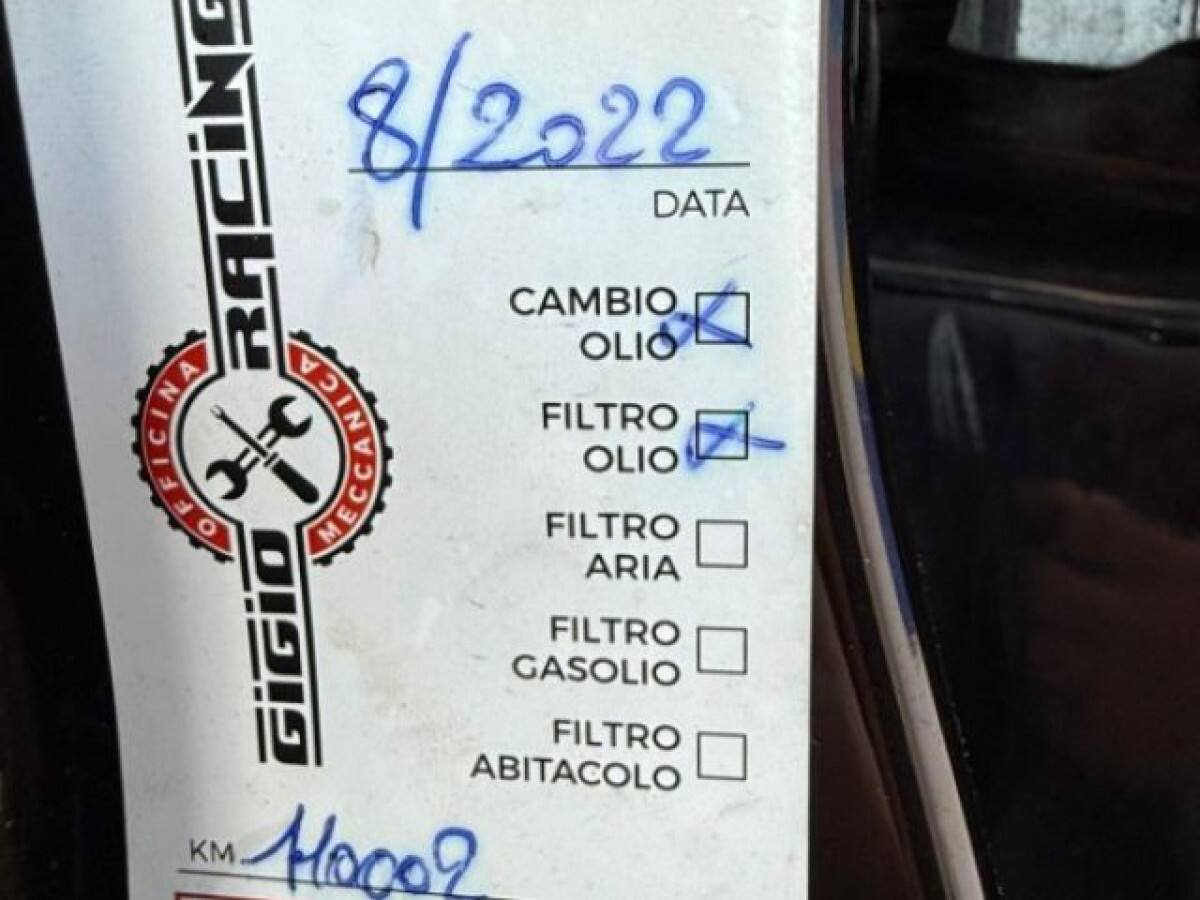 GIGIO RACING
OFFICINA MECCANICA
8/2022
DATA
CAMBIO
OLIO
FILTRO
OLIO
FILTRO
ARIA
FILTRO
GASOLIO
FILTRO
ABITACOLO
KM